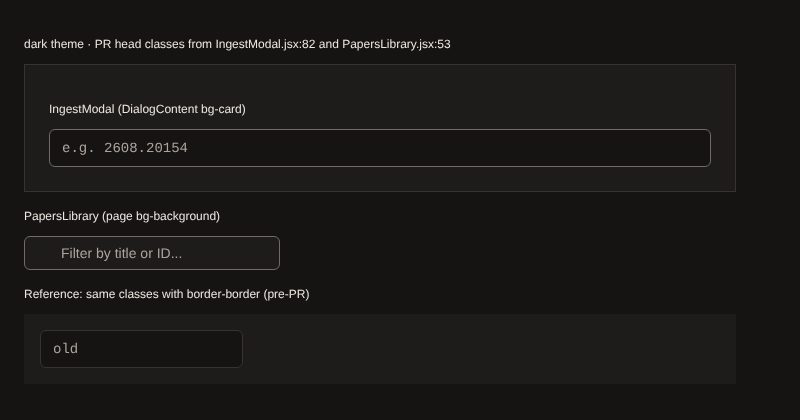 dark theme · PR head classes from IngestModal.jsx:82 and PapersLibrary.jsx:53
IngestModal (DialogContent bg-card)
e.g. 2608.20154
PapersLibrary (page bg-background)
Filter by title or ID...
Reference: same classes with border-border (pre-PR)
old